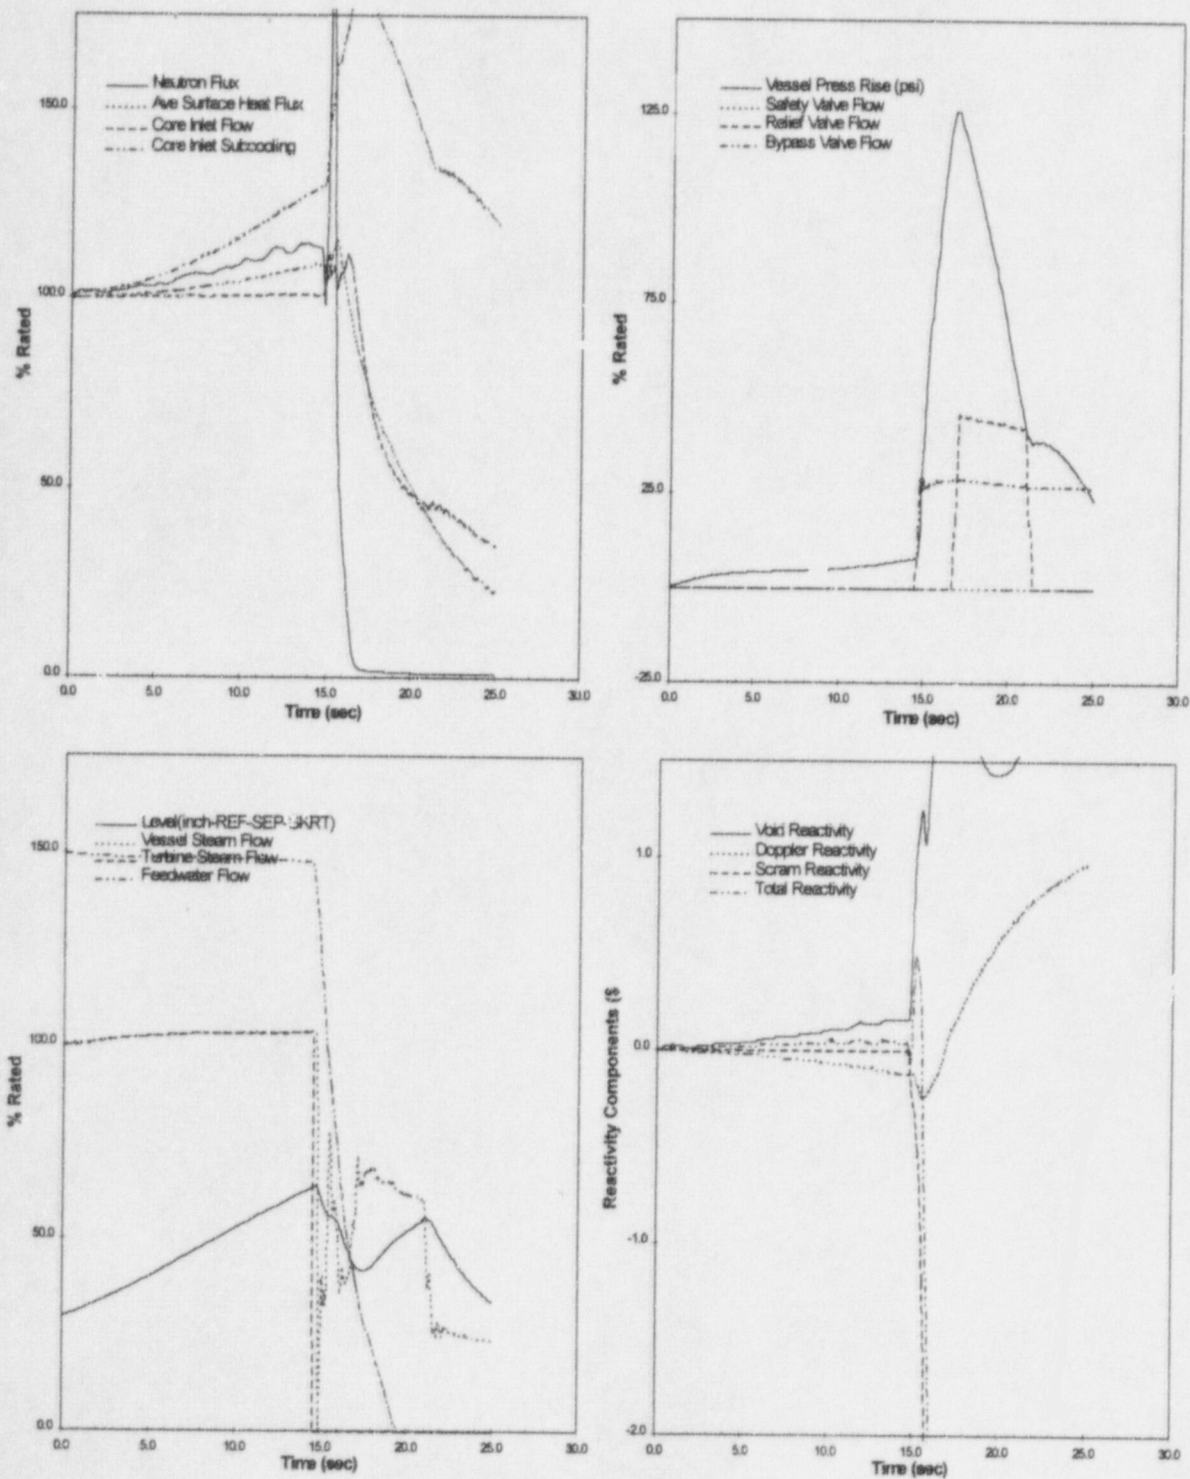 Neutron Flux
Ave Surface Heat Flux
Core Inlet Flow
Core Inlet Subcooling
150.0
100.0
50.0
0.0
% Rated
0.0 5.0 10.0 15.0 20.0 25.0 30.0
Time (sec)
Vessel Press Rise (psi)
Safety Valve Flow
Relief Valve Flow
Bypass Valve Flow
125.0
75.0
25.0
-25.0
% Rated
0.0 5.0 10.0 15.0 20.0 25.0 30.0
Time (sec)
Level(inch-REF-SEP-SKRT)
Vessel Steam Flow
Turbine Steam Flow
Feedwater Flow
150.0
100.0
50.0
0.0
% Rated
0.0 5.0 10.0 15.0 20.0 25.0 30.0
Time (sec)
Void Reactivity
Doppler Reactivity
Scram Reactivity
Total Reactivity
1.0
0.0
-1.0
-2.0
Reactivity Components ($
0.0 5.0 10.0 15.0 20.0 25.0 30.0
Time (sec)